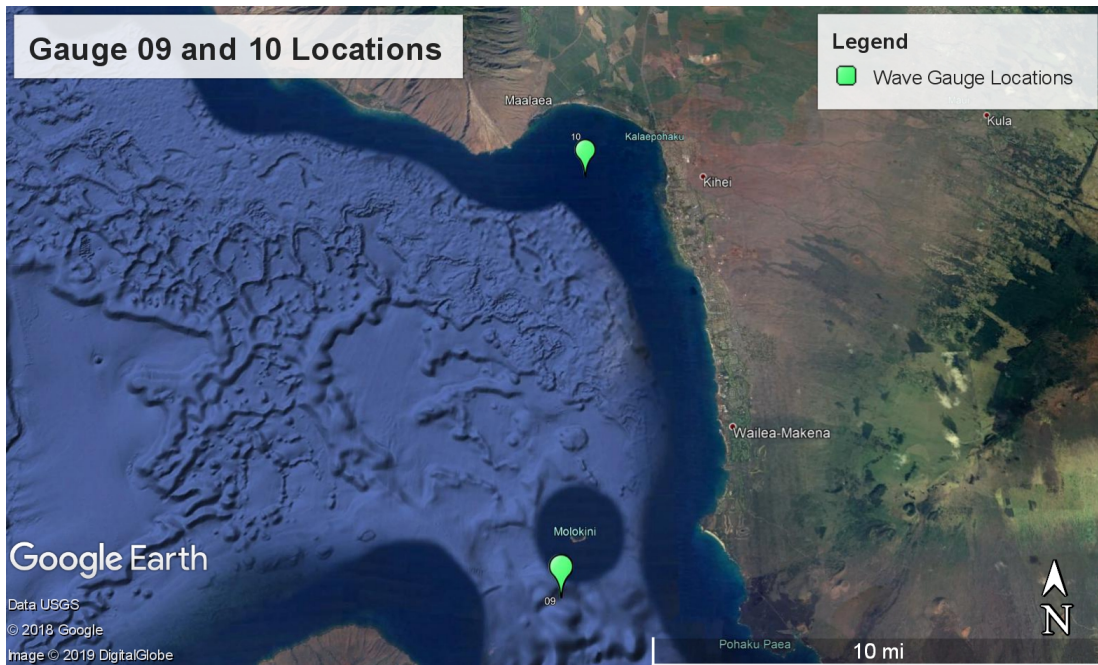 Gauge 09 and 10 Locations
Legend
Wave Gauge Locations
Maalaea
10
Kalaepohaku
Kula
Kihei
Wailea-Makena
Molokini
09
Google Earth
Data USGS
© 2018 Google
Image © 2019 DigitalGlobe
N
Pohaku Paea
10 mi